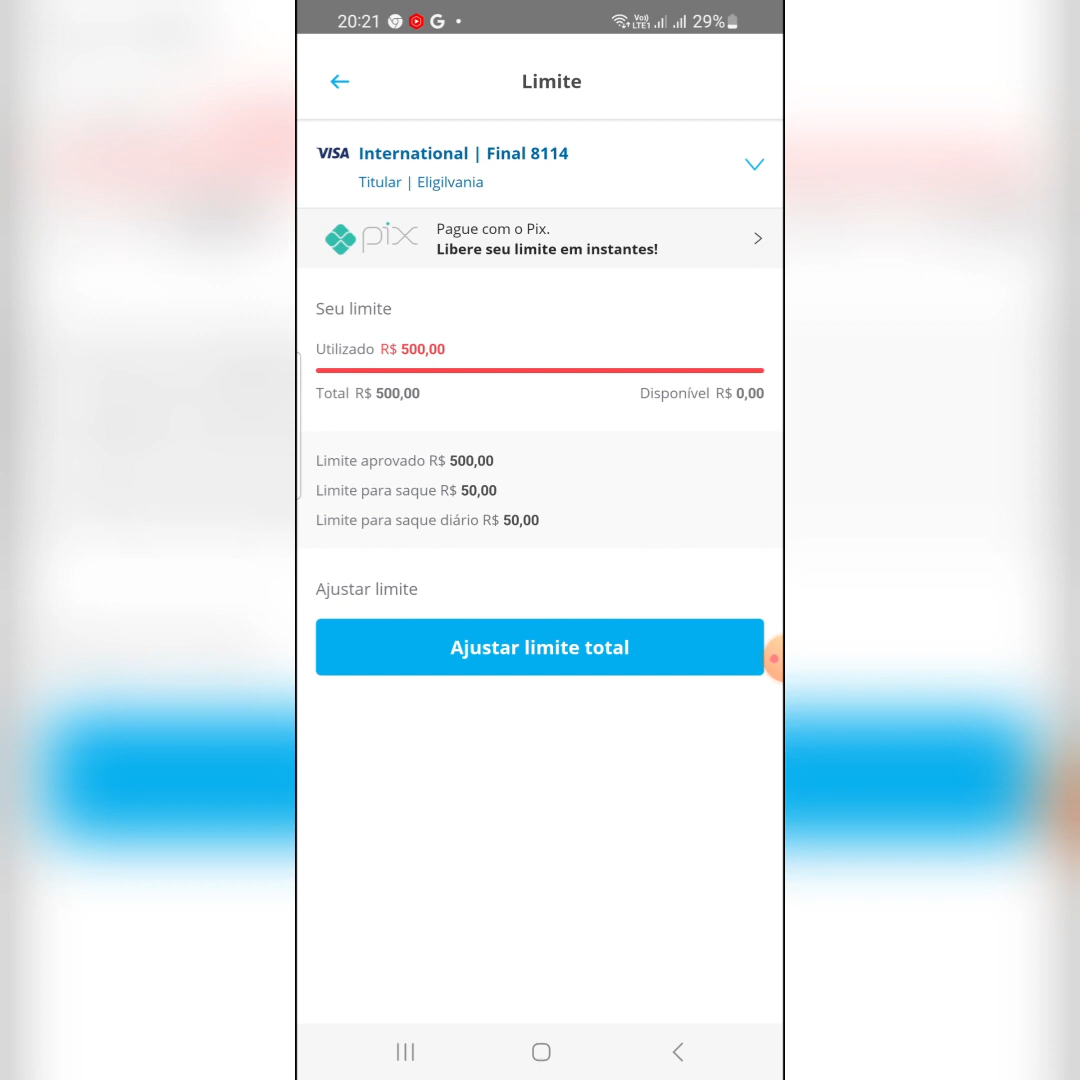 20:21 29%
Limite
VISA International | Final 8114
Titular | Eligilvania
pix
Pague com o Pix.
Libere seu limite em instantes!
Seu limite
Utilizado R$ 500,00
Total R$ 500,00 Disponível R$ 0,00
Limite aprovado R$ 500,00
Limite para saque R$ 50,00
Limite para saque diário R$ 50,00
Ajustar limite
Ajustar limite total